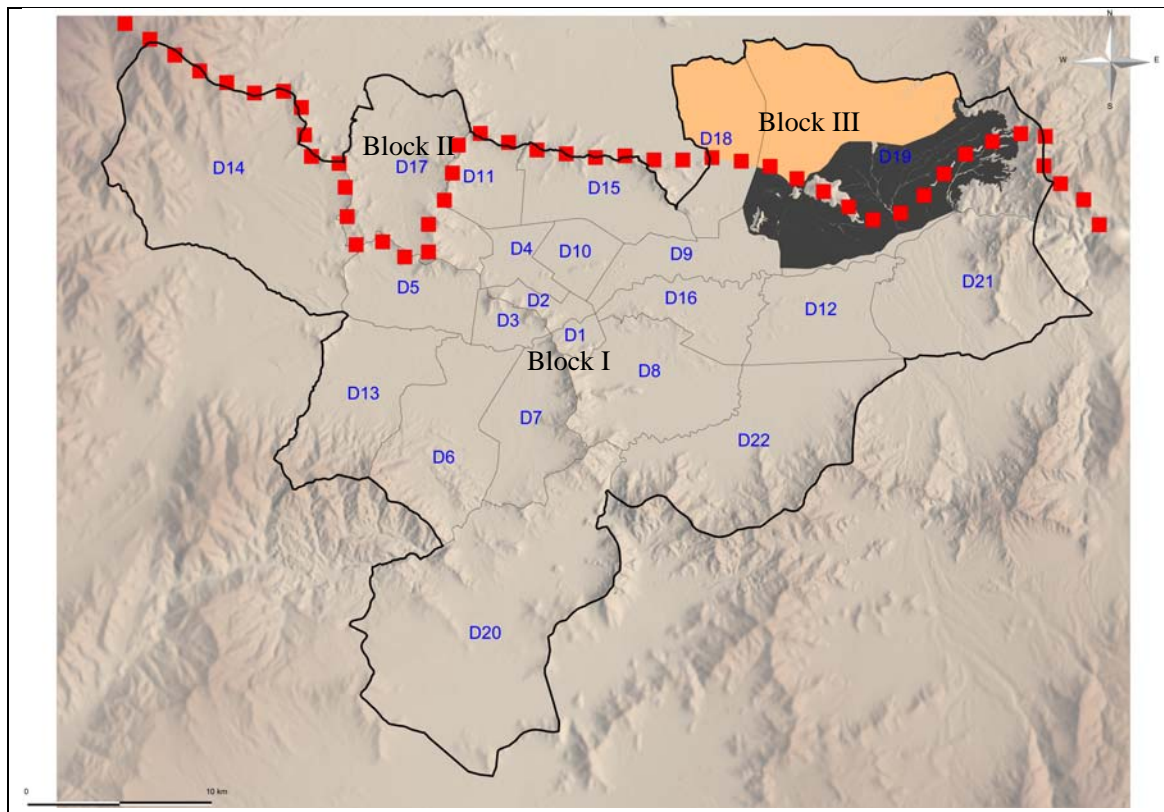 N
W E
S
Block III
D18
Block II
D19
D14
D17
D11
D15
D4
D10
D9
D21
D5
D2
D16
D12
D3
D1
Block I
D8
D13
D7
D22
D6
D20
0 10 km